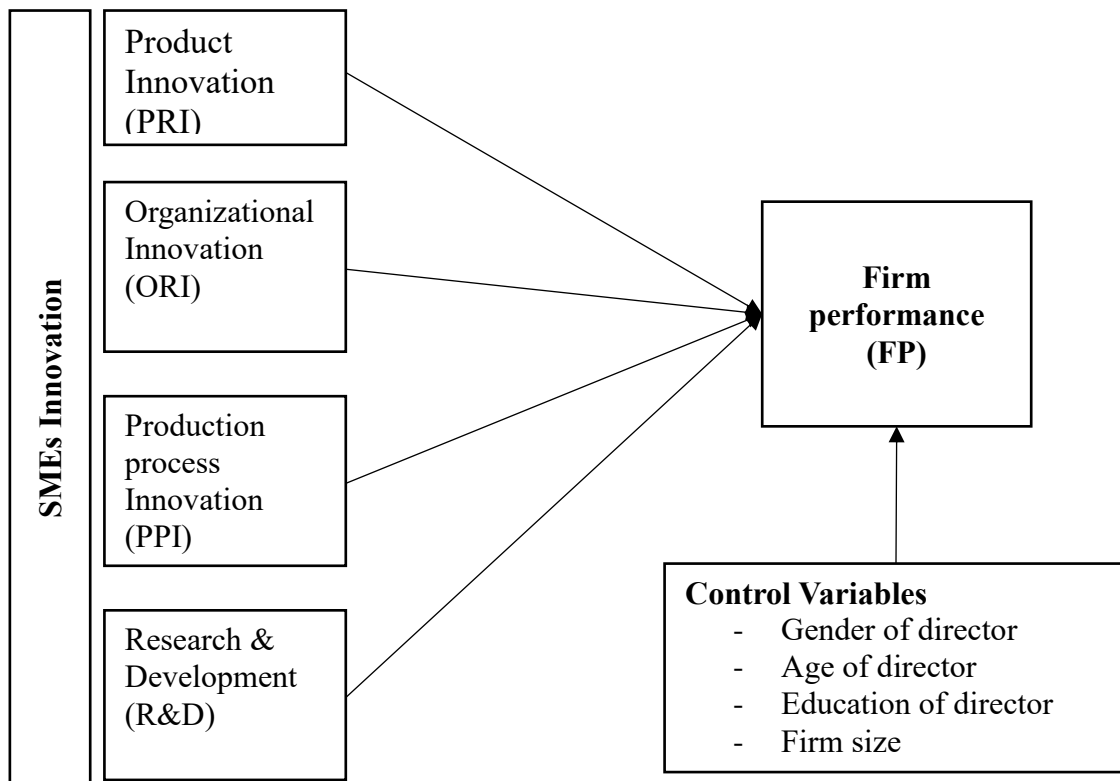 SMEs Innovation
Product
Innovation
(PRI)
Organizational
Innovation
(ORI)
Production
process
Innovation
(PPI)
Research &
Development
(R&D)
Firm
performance
(FP)
Control Variables
- Gender of director
- Age of director
- Education of director
- Firm size